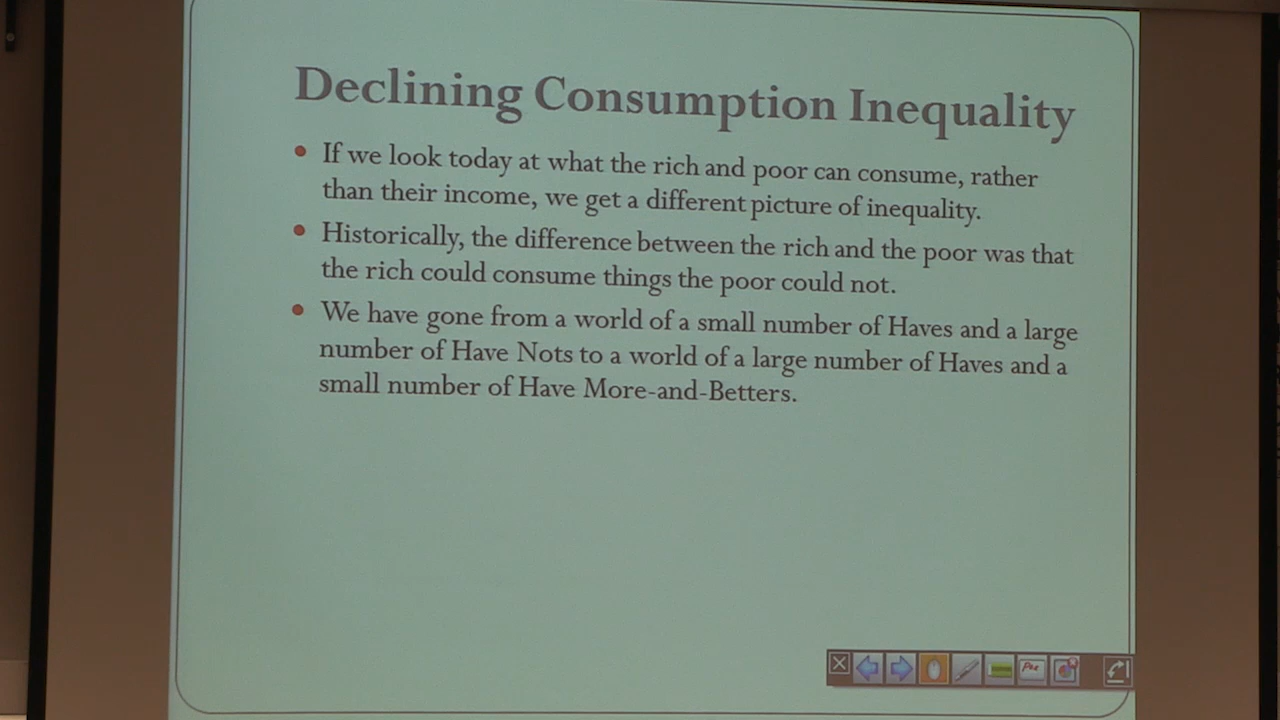 Declining Consumption Inequality
• If we look today at what the rich and poor can consume, rather
than their income, we get a different picture of inequality.
• Historically, the difference between the rich and the poor was that
the rich could consume things the poor could not.
• We have gone from a world of a small number of Haves and a large
number of Have Nots to a world of a large number of Haves and a
small number of Have More-and-Betters.
Pen